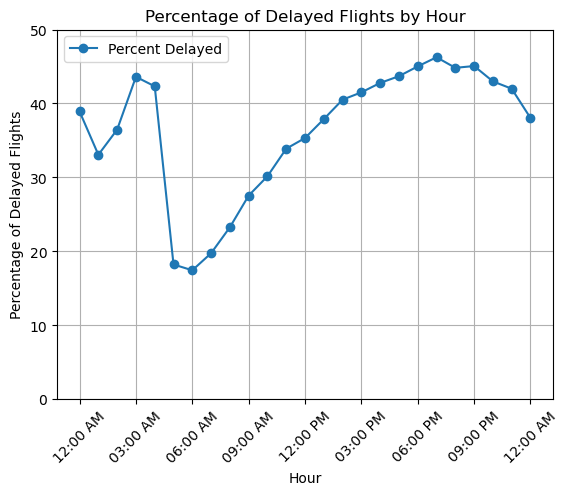 Percentage of Delayed Flights by Hour
Percent Delayed
Percentage of Delayed Flights
50
40
30
20
10
0
12:00 AM
03:00 AM
06:00 AM
09:00 AM
12:00 PM
03:00 PM
06:00 PM
09:00 PM
12:00 AM
Hour